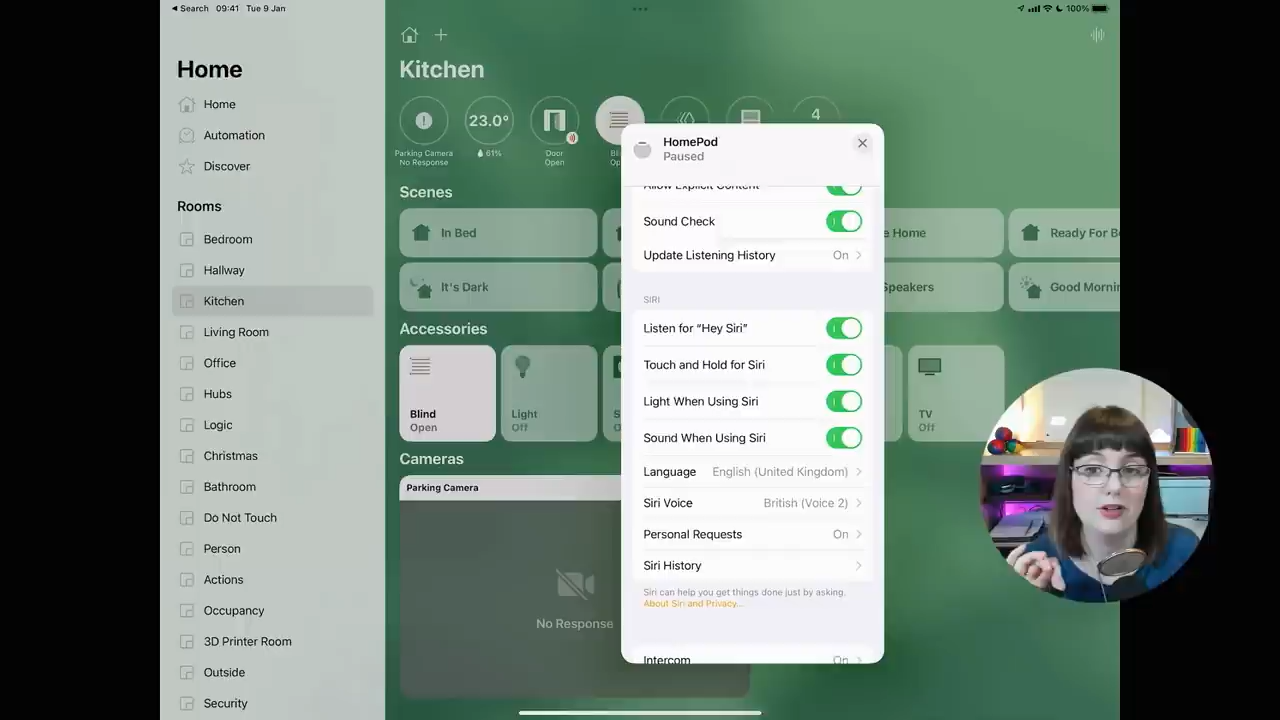 Search 09:41 Tue 9 Jan
100%
Home
Home
Automation
Discover
Rooms
Bedroom
Hallway
Kitchen
Living Room
Office
Hubs
Logic
Christmas
Bathroom
Do Not Touch
Person
Actions
Occupancy
3D Printer Room
Outside
Security
Kitchen
23.0°
4
Parking Camera
No Response
61%
Door
Open
Scenes
In Bed
Home
Ready For
It's Dark
Speakers
Good
Accessories
Blind
Open
Light
Off
TV
Off
Cameras
Parking Camera
No Response
HomePod
Paused
Allow Explicit Content
Sound Check
Update Listening History On
SIRI
Listen for “Hey Siri”
Touch and Hold for Siri
Light When Using Siri
Sound When Using Siri
Language English (United Kingdom)
Siri Voice British (Voice 2)
Personal Requests On
Siri History
Siri can help you get things done just by asking.
About Siri and Privacy...
Intercom On